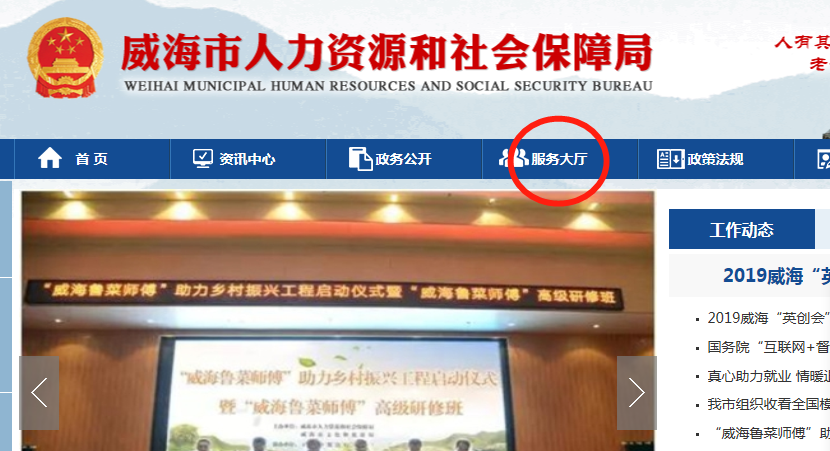 威海市人力资源和社会保障局
WEIHAI MUNICIPAL HUMAN RESOURCES AND SOCIAL SECURITY BUREAU
人有其
老
首 页
资讯中心
政务公开
服务大厅
政策法规
“威海鲁菜师傅”助力乡村振兴工程启动仪式暨“威海鲁菜师傅”高级研修班
“威海鲁菜师傅”助力乡村振兴工程启动仪式
暨“威海鲁菜师傅”高级研修班
工作动态
2019威海“英
2019威海“英创会”
国务院“互联网+督
真心助力就业 情暖退
我市组织收看全国模
“威海鲁菜师傅”助